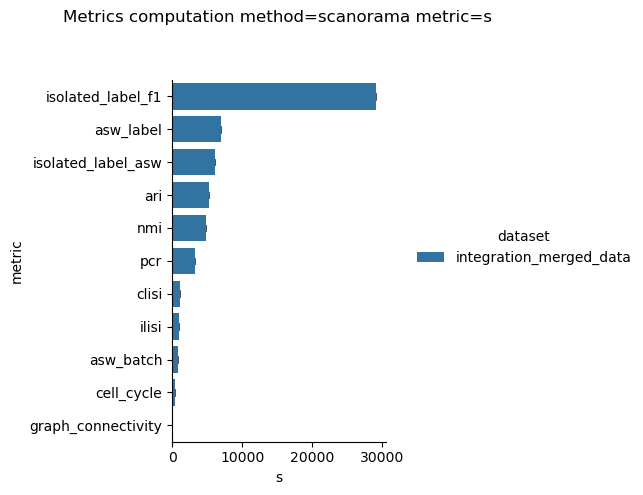 Metrics computation method=scanorama metric=s
isolated_label_f1
asw_label
isolated_label_asw
ari
nmi
pcr
clisi
ilisi
asw_batch
cell_cycle
graph_connectivity
metric
0 10000 20000 30000
s
dataset
integration_merged_data